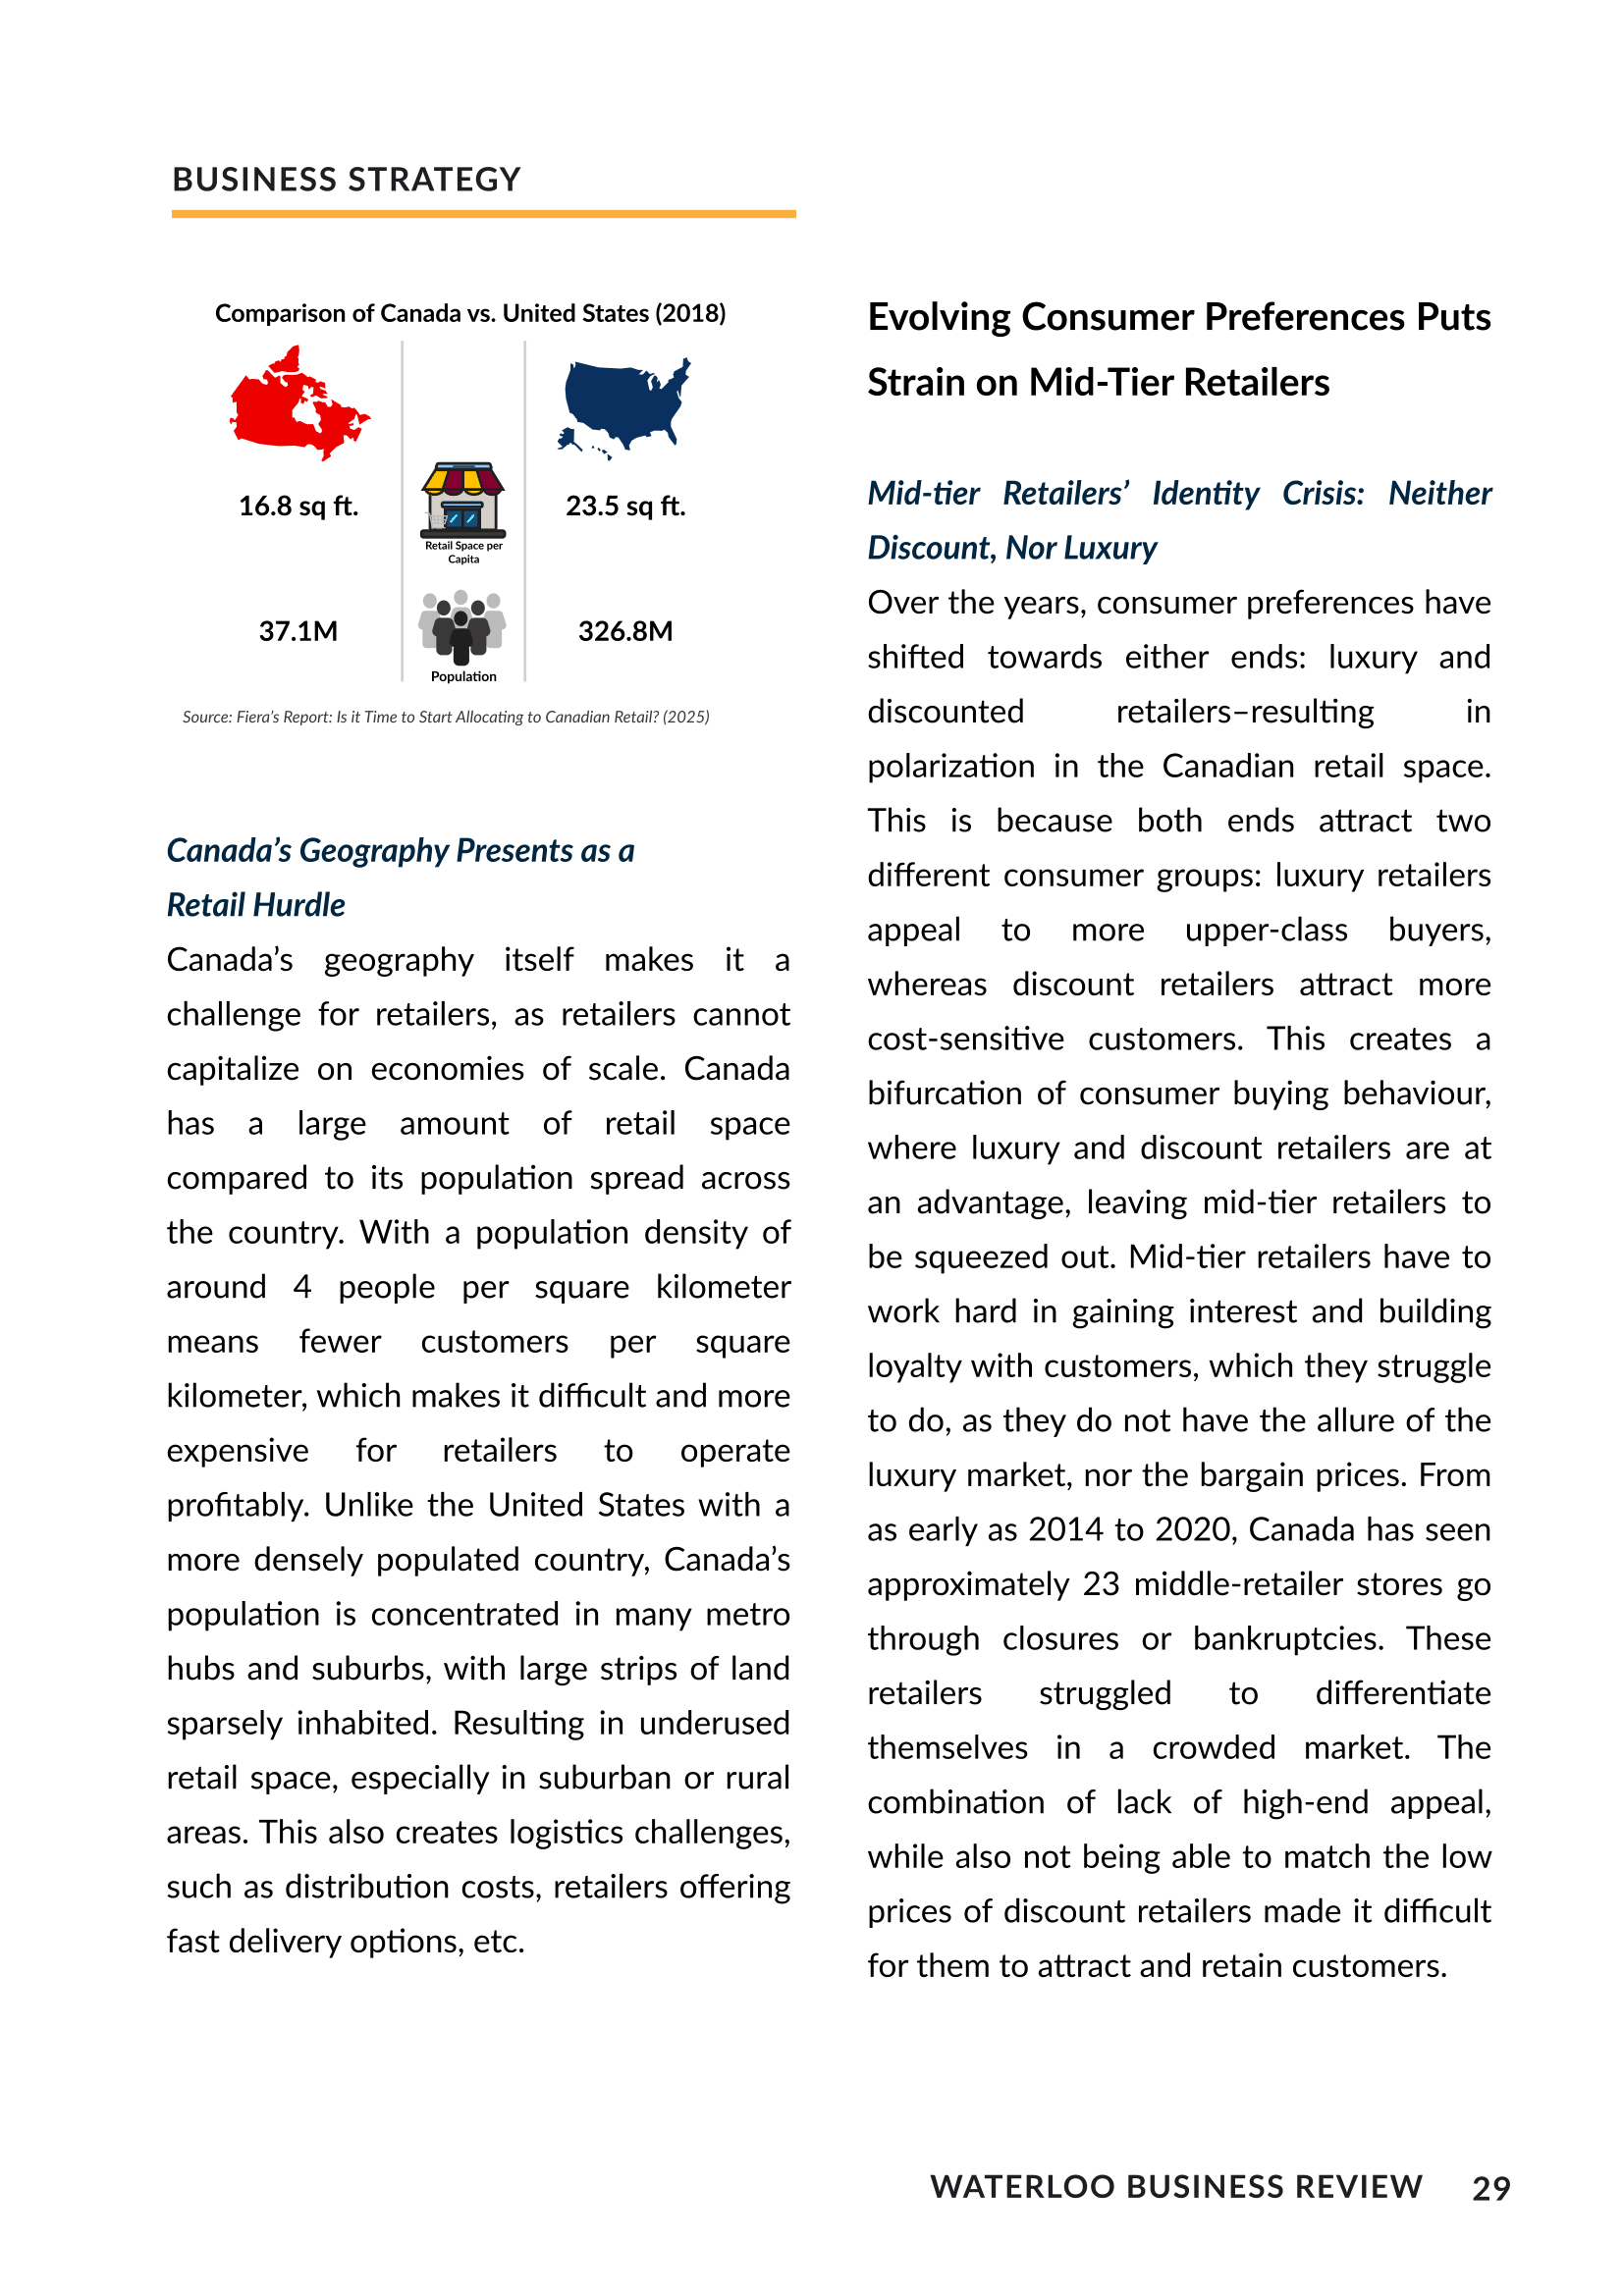 BUSINESS STRATEGY
Comparison of Canada vs. United States (2018)
16.8 sq ft.
Retail Space per
Capita
23.5 sq ft.
37.1M
Population
326.8M
Source: Fiera’s Report: Is it Time to Start Allocating to Canadian Retail? (2025)
Canada’s Geography Presents as a
Retail Hurdle
Canada’s geography itself makes it a
challenge for retailers, as retailers cannot
capitalize on economies of scale. Canada
has a large amount of retail space
compared to its population spread across
the country. With a population density of
around 4 people per square kilometer
means fewer customers per square
kilometer, which makes it difficult and more
expensive for retailers to operate
profitably. Unlike the United States with a
more densely populated country, Canada’s
population is concentrated in many metro
hubs and suburbs, with large strips of land
sparsely inhabited. Resulting in underused
retail space, especially in suburban or rural
areas. This also creates logistics challenges,
such as distribution costs, retailers offering
fast delivery options, etc.
Evolving Consumer Preferences Puts
Strain on Mid-Tier Retailers
Mid-tier Retailers’ Identity Crisis: Neither
Discount, Nor Luxury
Over the years, consumer preferences have
shifted towards either ends: luxury and
discounted retailers–resulting in
polarization in the Canadian retail space.
This is because both ends attract two
different consumer groups: luxury retailers
appeal to more upper-class buyers,
whereas discount retailers attract more
cost-sensitive customers. This creates a
bifurcation of consumer buying behaviour,
where luxury and discount retailers are at
an advantage, leaving mid-tier retailers to
be squeezed out. Mid-tier retailers have to
work hard in gaining interest and building
loyalty with customers, which they struggle
to do, as they do not have the allure of the
luxury market, nor the bargain prices. From
as early as 2014 to 2020, Canada has seen
approximately 23 middle-retailer stores go
through closures or bankruptcies. These
retailers struggled to differentiate
themselves in a crowded market. The
combination of lack of high-end appeal,
while also not being able to match the low
prices of discount retailers made it difficult
for them to attract and retain customers.
WATERLOO BUSINESS REVIEW 29